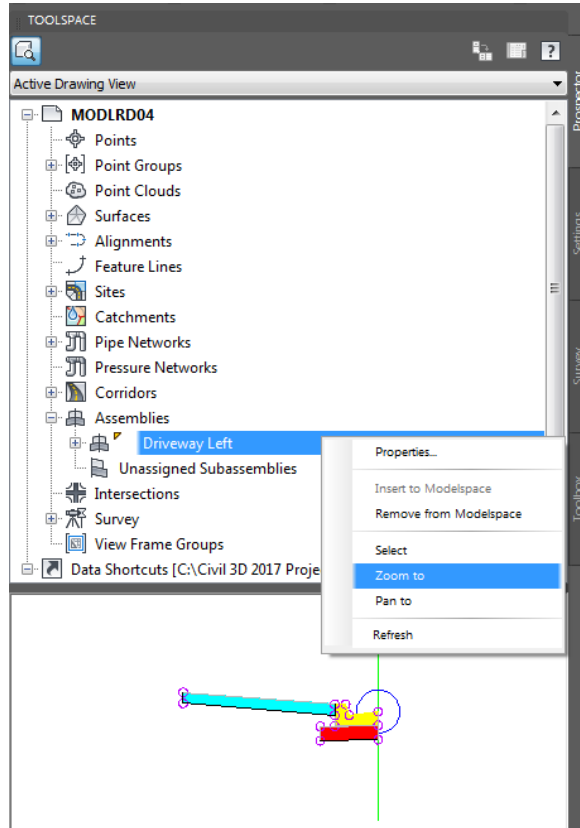 TOOLSPACE
?
Active Drawing View
MODLRD04
Points
Point Groups
Point Clouds
Surfaces
Alignments
Feature Lines
Sites
Catchments
Pipe Networks
Pressure Networks
Corridors
Assemblies
Driveway Left
Unassigned Subassemblies
Intersections
Survey
View Frame Groups
Data Shortcuts [C:\Civil 3D 2017 Proje
Properties...
Insert to Modelspace
Remove from Modelspace
Select
Zoom to
Pan to
Refresh
Prospector
Settings
Survey
Toolbox